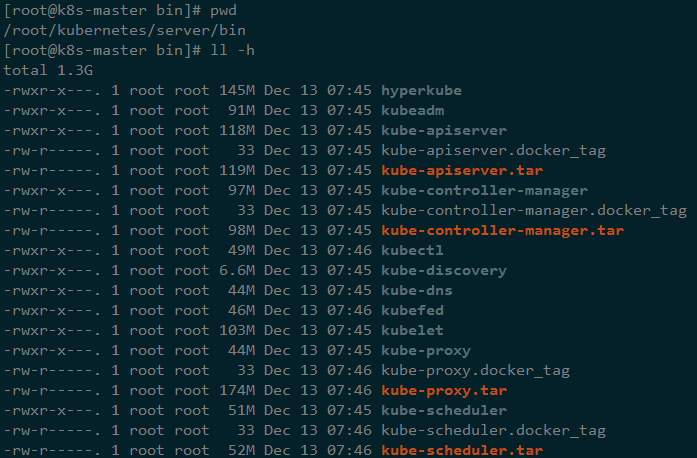 [root@k8s-master bin]# pwd
/root/kubernetes/server/bin
[root@k8s-master bin]# ll -h
total 1.3G
-rwxr-x---. 1 root root 145M Dec 13 07:45 hyperkube
-rwxr-x---. 1 root root  91M Dec 13 07:45 kubeadm
-rwxr-x---. 1 root root 118M Dec 13 07:45 kube-apiserver
-rw-r-----. 1 root root   33 Dec 13 07:45 kube-apiserver.docker_tag
-rw-r-----. 1 root root 119M Dec 13 07:45 kube-apiserver.tar
-rwxr-x---. 1 root root  97M Dec 13 07:45 kube-controller-manager
-rw-r-----. 1 root root   33 Dec 13 07:46 kube-controller-manager.docker_tag
-rw-r-----. 1 root root  98M Dec 13 07:46 kube-controller-manager.tar
-rwxr-x---. 1 root root  49M Dec 13 07:46 kubectl
-rwxr-x---. 1 root root 6.6M Dec 13 07:46 kube-discovery
-rwxr-x---. 1 root root  44M Dec 13 07:45 kube-dns
-rwxr-x---. 1 root root  46M Dec 13 07:46 kubefed
-rwxr-x---. 1 root root 103M Dec 13 07:45 kubelet
-rwxr-x---. 1 root root  44M Dec 13 07:45 kube-proxy
-rw-r-----. 1 root root   33 Dec 13 07:46 kube-proxy.docker_tag
-rw-r-----. 1 root root 174M Dec 13 07:46 kube-proxy.tar
-rwxr-x---. 1 root root  51M Dec 13 07:45 kube-scheduler
-rw-r-----. 1 root root   33 Dec 13 07:46 kube-scheduler.docker_tag
-rw-r-----. 1 root root  52M Dec 13 07:46 kube-scheduler.tar